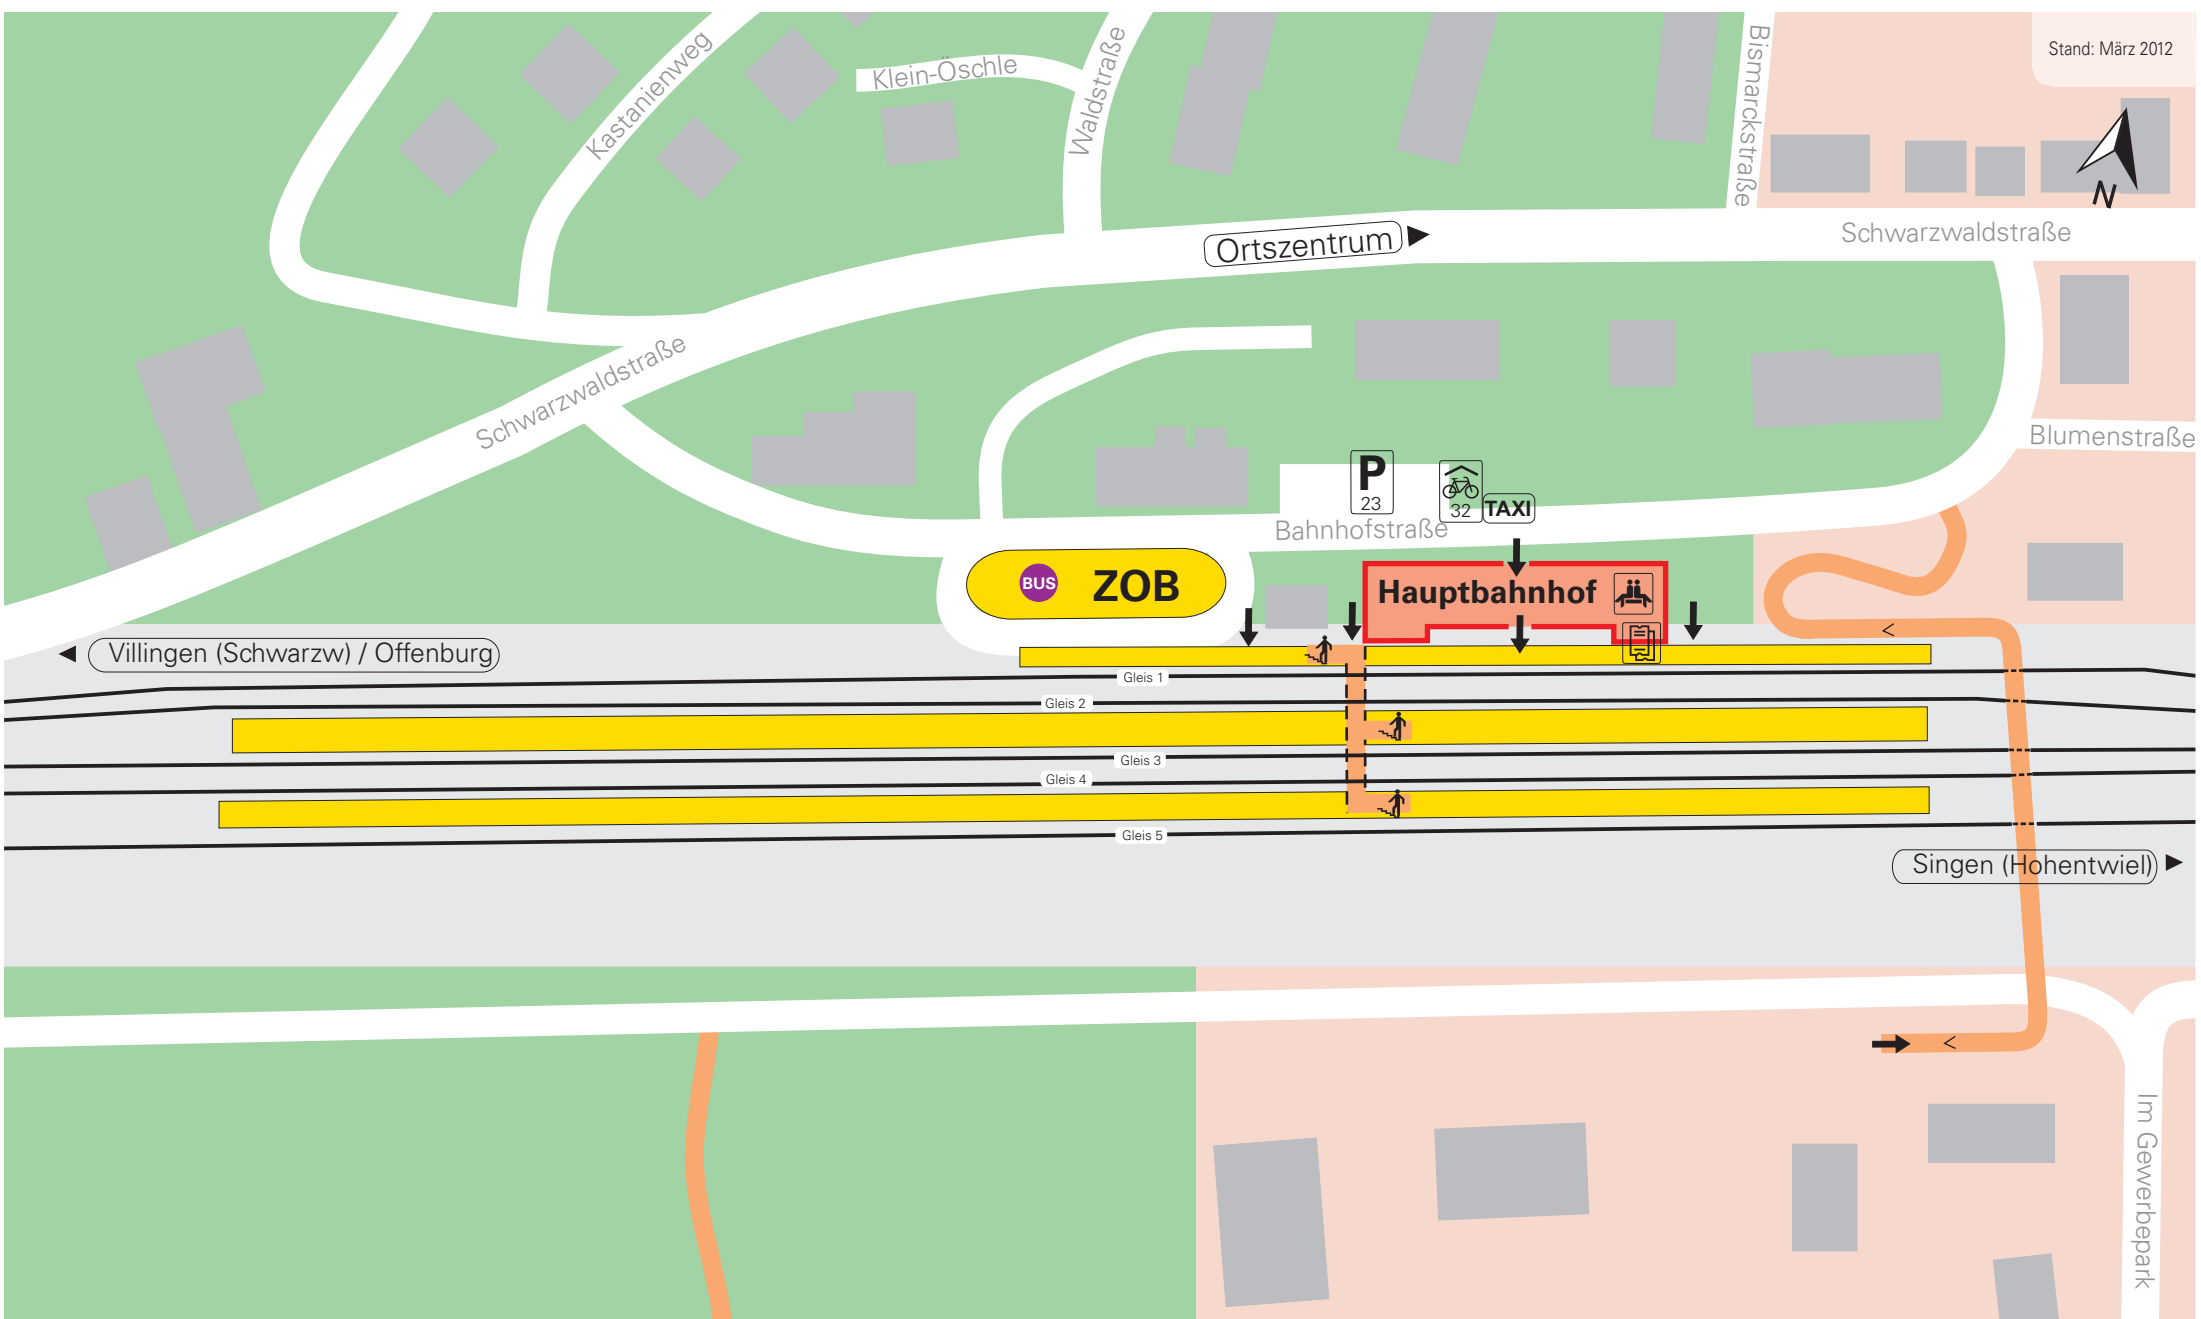 Stand: März 2012
Kastanienweg
Klein-Öschle
Waldstraße
Bismarckstraße
N
Ortszentrum
Schwarzwaldstraße
Schwarzwaldstraße
Blumenstraße
P
23
32
TAXI
Bahnhofstraße
BUS ZOB
Hauptbahnhof
Villingen (Schwarzw) / Offenburg
Gleis 1
Gleis 2
Gleis 3
Gleis 4
Gleis 5
Singen (Hohentwiel)
Im Gewerbepark